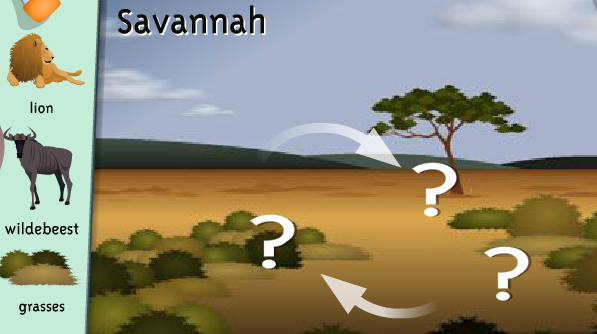 Savannah
lion
wildebeest
grasses
?
?
?